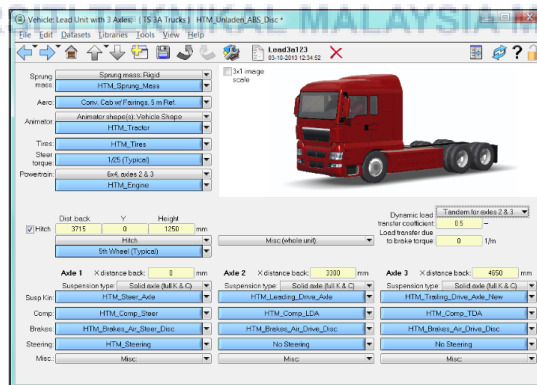 TEKNIKAL MALAYSIA M
Vehicle: Lead Unit with 3 Axles { TS 3A Trucks } HTM_Unladen_ABS_Disc *
File Edit Datasets Libraries Tools View Help
Lead3a123
03-10-2013 12:34:52
Sprung mass: Sprung mass: Rigid
HTM_Sprung_Mass
3x1 image scale
Aero: Conv. Cab w/Fairings, 5 m Ref.
Animator: Animator shape(s): Vehicle Shape
HTM_Tractor
Tires: HTM_Tires
Steer torque: 1/25 (Typical)
Powertrain: 6x4, axles 2 & 3
HTM_Engine
Dist. back Y Height
Hitch 3715 0 1250 mm
Hitch
5th Wheel (Typical)
Misc (whole unit)
Dynamic load transfer coefficient: Tandem for axles 2 & 3
0.5 -
Load transfer due to brake torque: 0 1/m
Axle 1 X distance back: 0 mm Axle 2 X distance back: 3300 mm Axle 3 X distance back: 4650 mm
Suspension type: Solid axle (full K & C) Suspension type: Solid axle (full K & C) Suspension type: Solid axle (full K & C)
Susp Kin: HTM_Steer_Axle HTM_Leading_Drive_Axle HTM_Trailing_Drive_Axle_New
Comp: HTM_Comp_Steer HTM_Comp_LDA HTM_Comp_TDA
Brakes: HTM_Brakes_Air_Steer_Disc HTM_Brakes_Air_Drive_Disc HTM_Brakes_Air_Drive_Disc
Steering: HTM_Steering No Steering No Steering
Misc.: Misc: Misc: Misc: